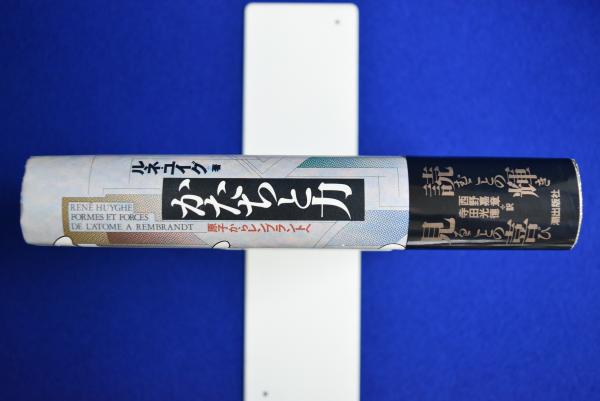 ルネ・ユイグ 著
かたちと力
原子からレンブラントへ
RENÉ HUYGHE
FORMES ET FORCES
DE L'ATOME A REMBRANDT
読むことの輝き
見ることの喜び
西野嘉章
寺田光徳 訳
潮出版社